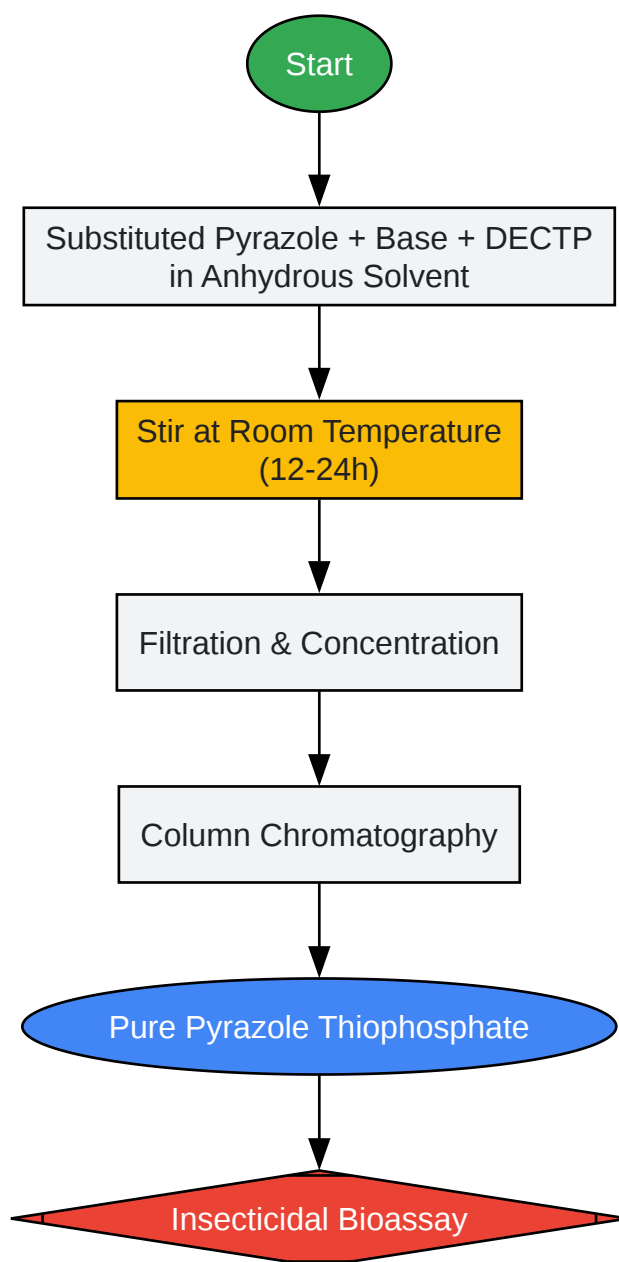 Start
Substituted Pyrazole + Base + DECTP
in Anhydrous Solvent
Stir at Room Temperature
(12-24h)
Filtration & Concentration
Column Chromatography
Pure Pyrazole Thiophosphate
Insecticidal Bioassay